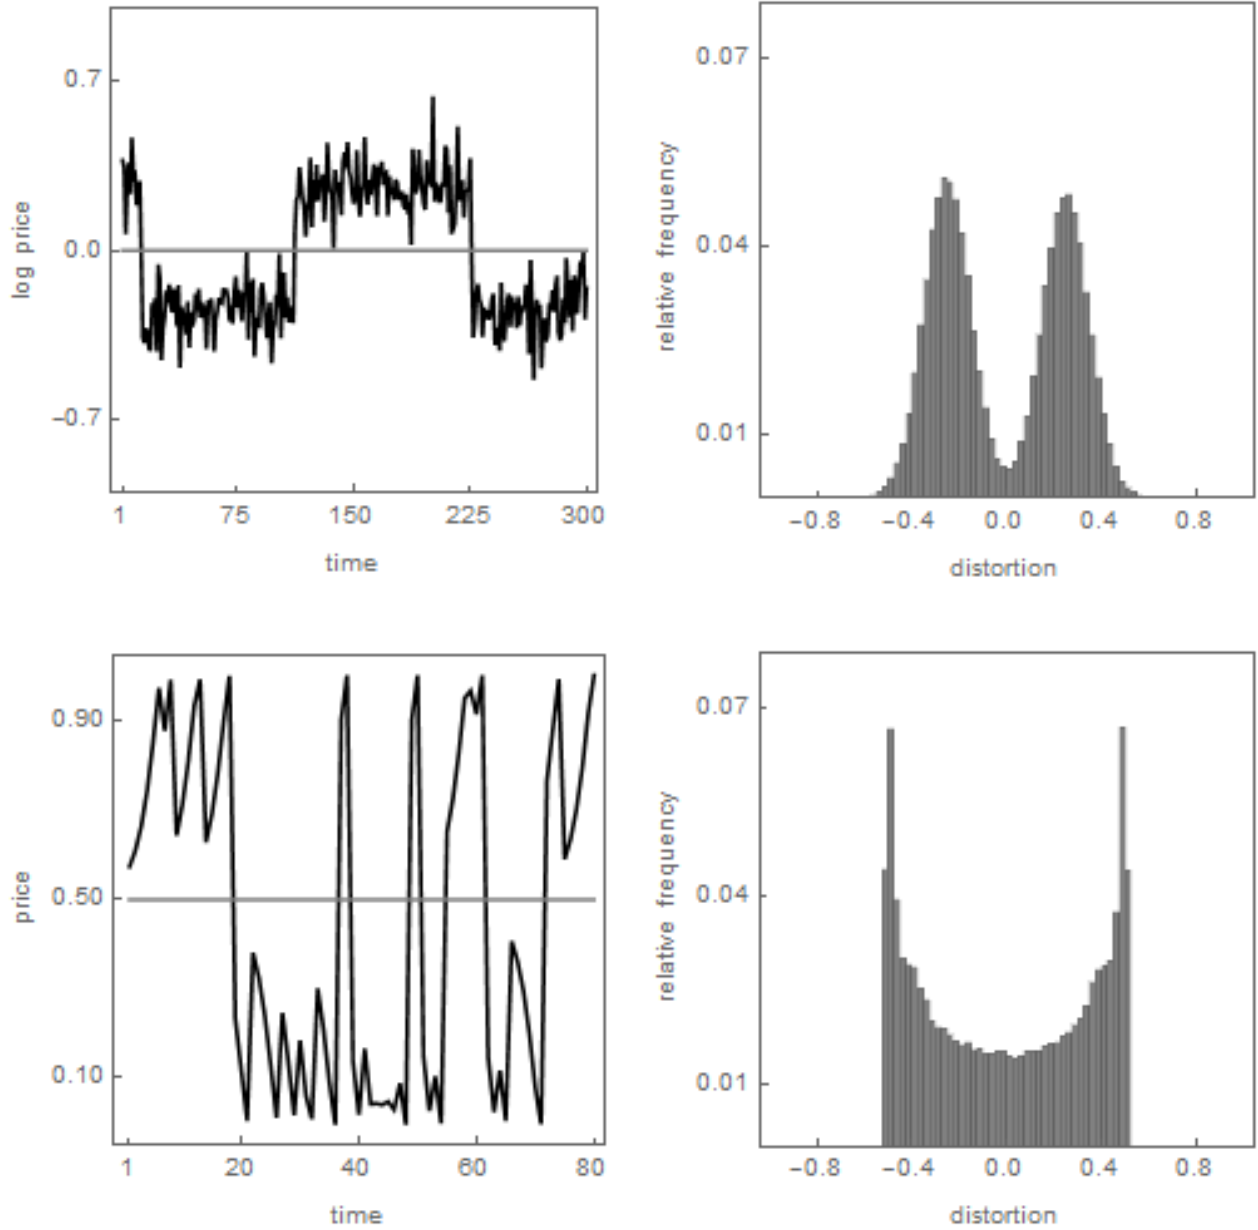 log price
0.7
0.0
−0.7
1 75 150 225 300
time
relative frequency
0.07
0.04
0.01
−0.8 −0.4 0.0 0.4 0.8
distortion
price
0.90
0.50
0.10
1 20 40 60 80
time
relative frequency
0.07
0.04
0.01
−0.8 −0.4 0.0 0.4 0.8
distortion